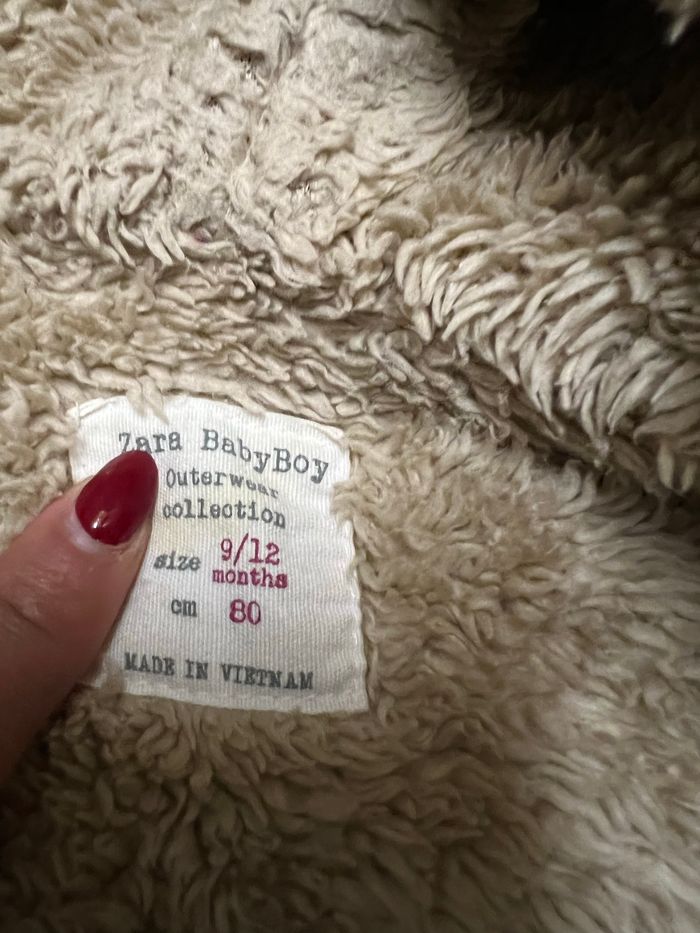 Zara BabyBoy
Outerwear
collection
size 9/12
months
cm 80
MADE IN VIETNAM